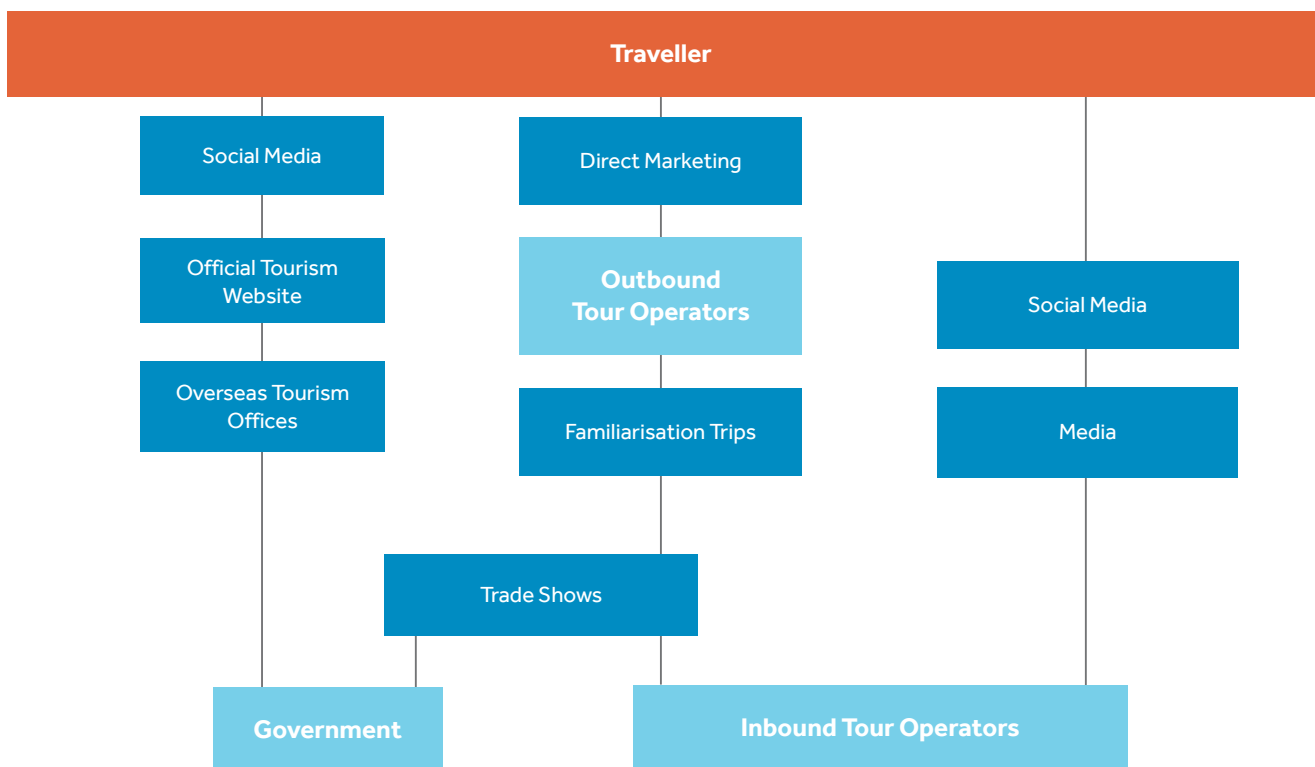 Traveller
Social Media
Official Tourism
Website
Overseas Tourism
Offices
Direct Marketing
Outbound
Tour Operators
Familiarisation Trips
Social Media
Media
Trade Shows
Government
Inbound Tour Operators